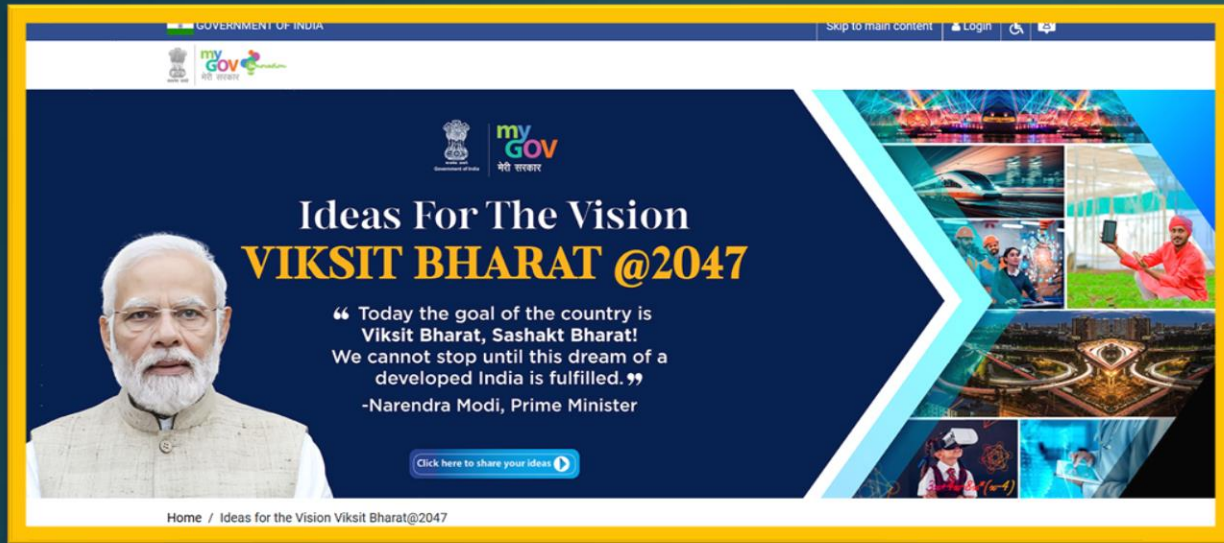 GOVERNMENT OF INDIA
Skip to main content
Login
my
GOV
मेरी सरकार
Government of India
my
GOV
मेरी सरकार
Ideas For The Vision
VIKSIT BHARAT @2047
“ Today the goal of the country is
Viksit Bharat, Sashakt Bharat!
We cannot stop until this dream of a
developed India is fulfilled.”
-Narendra Modi, Prime Minister
Click here to share your ideas
Home / Ideas for the Vision Viksit Bharat@2047